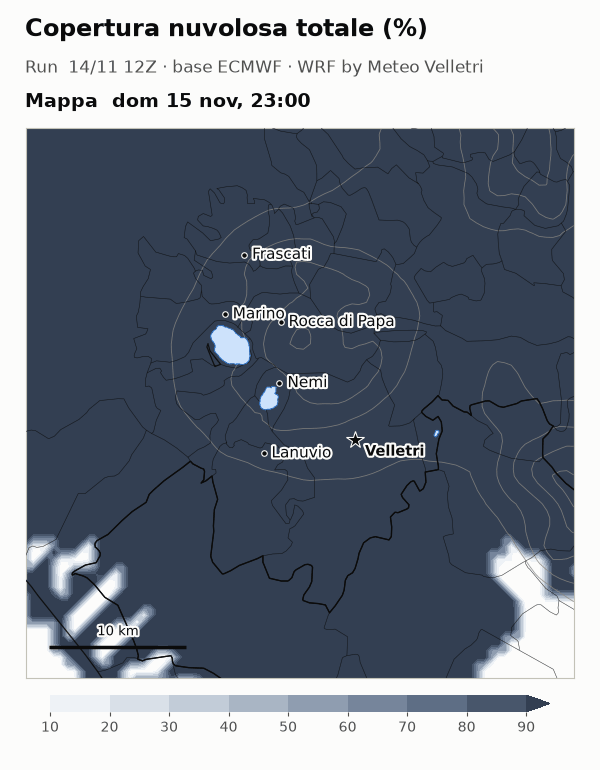 Copertura nuvolosa totale (%)
Run  14/11 12Z · base ECMWF · WRF by Meteo Velletri
Mappa  dom 15 nov, 23:00
Frascati
Marino
Rocca di Papa
Nemi
Velletri
Lanuvio
10 km
10 20 30 40 50 60 70 80 90